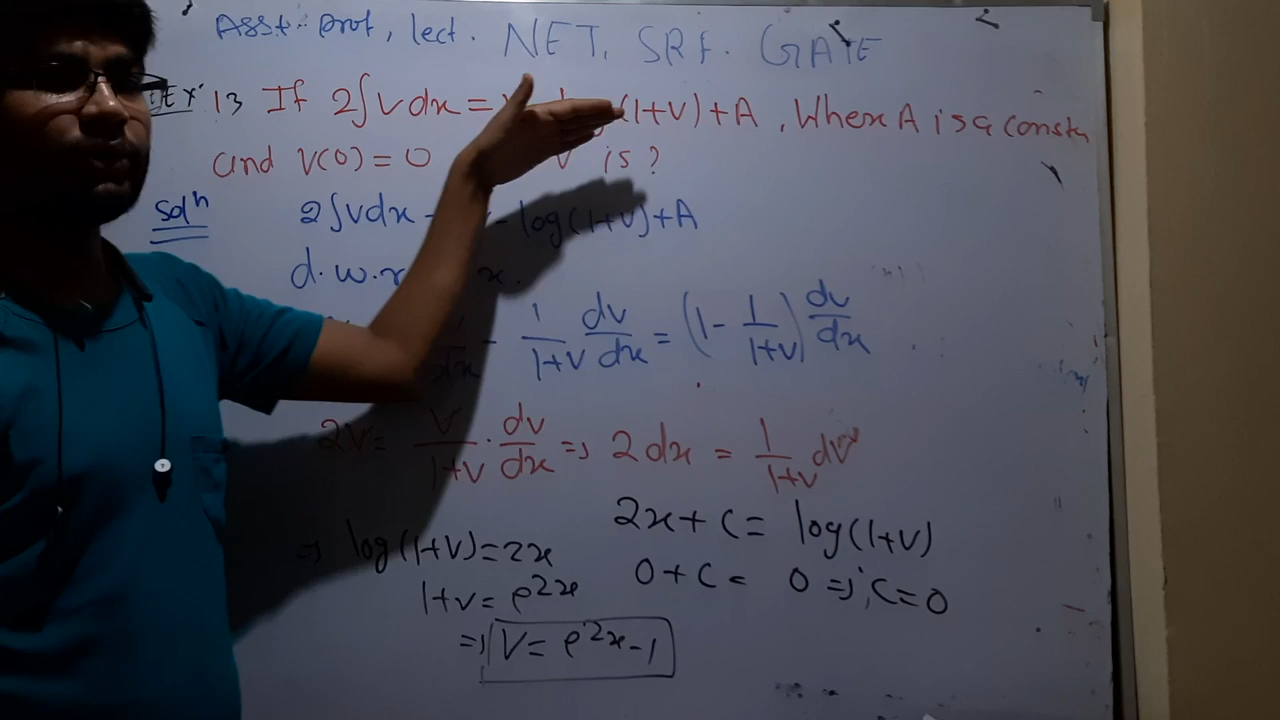 Asst. prof, lect. NET, SRF. GATE
Ex 13 If 2∫Vdx= (1+V)+A, Where A is a consta
and V(0)=0 V is?
Solⁿ 2∫Vdx - log(1+V)+A
d.w.r x.
- 1/(1+V) dv/dx = (1 - 1/(1+V)) dv/dx
2V= V/(1+V) · dv/dx ⇒ 2dx = 1/(1+V) dV
2x+C = log(1+V)
⇒ log(1+V)=2x
0+C = 0 ⇒ C=0
1+V= e^2x
⇒ V= e^2x-1